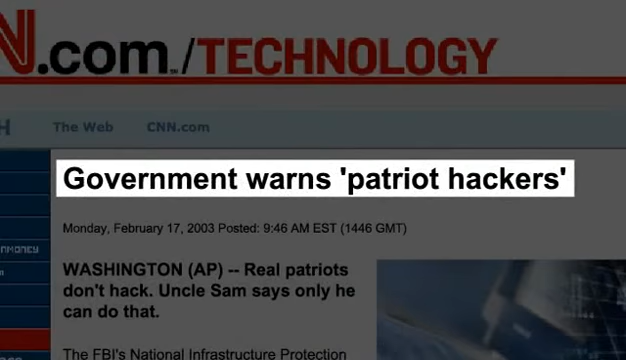 N.com/TECHNOLOGY
H
The Web CNN.com
Government warns 'patriot hackers'
Monday, February 17, 2003 Posted: 9:46 AM EST (1446 GMT)
WASHINGTON (AP) -- Real patriots
don't hack. Uncle Sam says only he
can do that.
The FBI's National Infrastructure Protection